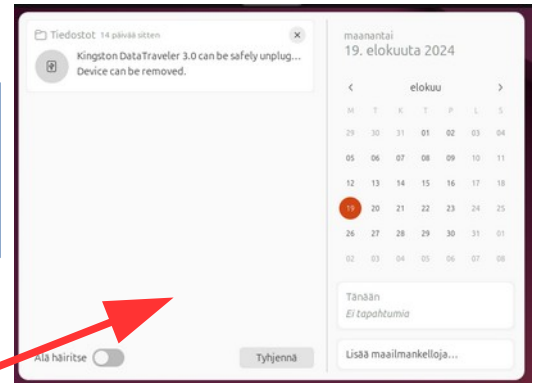 Tiedostot 14 päivää sitten
Kingston DataTraveler 3.0 can be safely unplug...
Device can be removed.
Älä häiritse
Tyhjennä
maanantai
19. elokuuta 2024
elokuu
M T K T P L S
29 30 31 01 02 03 04
05 06 07 08 09 10 11
12 13 14 15 16 17 18
19 20 21 22 23 24 25
26 27 28 29 30 31 01
02 03 04 05 06 07 08
Tänään
Ei tapahtumia
Lisää maailmankelloja...